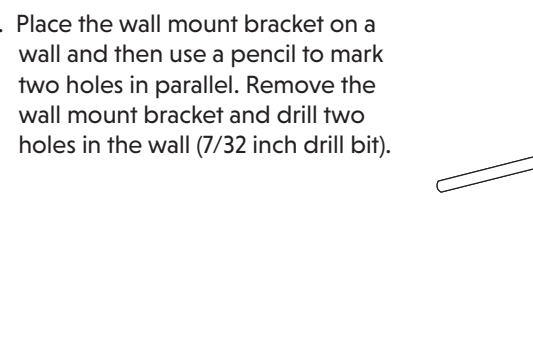 . Place the wall mount bracket on a
wall and then use a pencil to mark
two holes in parallel. Remove the
wall mount bracket and drill two
holes in the wall (7/32 inch drill bit).